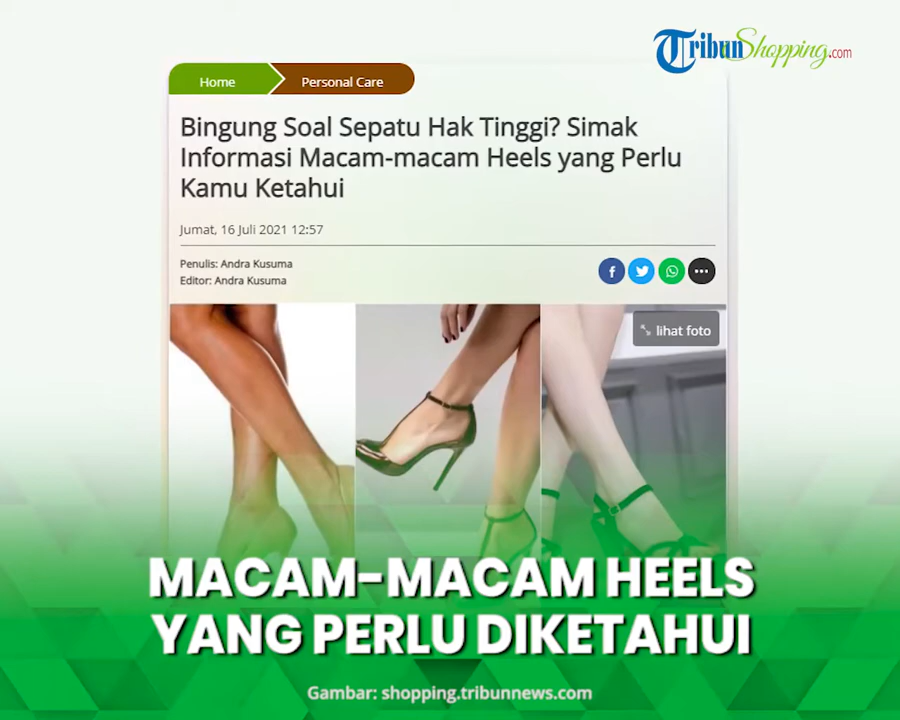 TribunShopping.com
Home
Personal Care
Bingung Soal Sepatu Hak Tinggi? Simak
Informasi Macam-macam Heels yang Perlu
Kamu Ketahui
Jumat, 16 Juli 2021 12:57
Penulis: Andra Kusuma
Editor: Andra Kusuma
lihat foto
MACAM-MACAM HEELS
YANG PERLU DIKETAHUI
Gambar: shopping.tribunnews.com